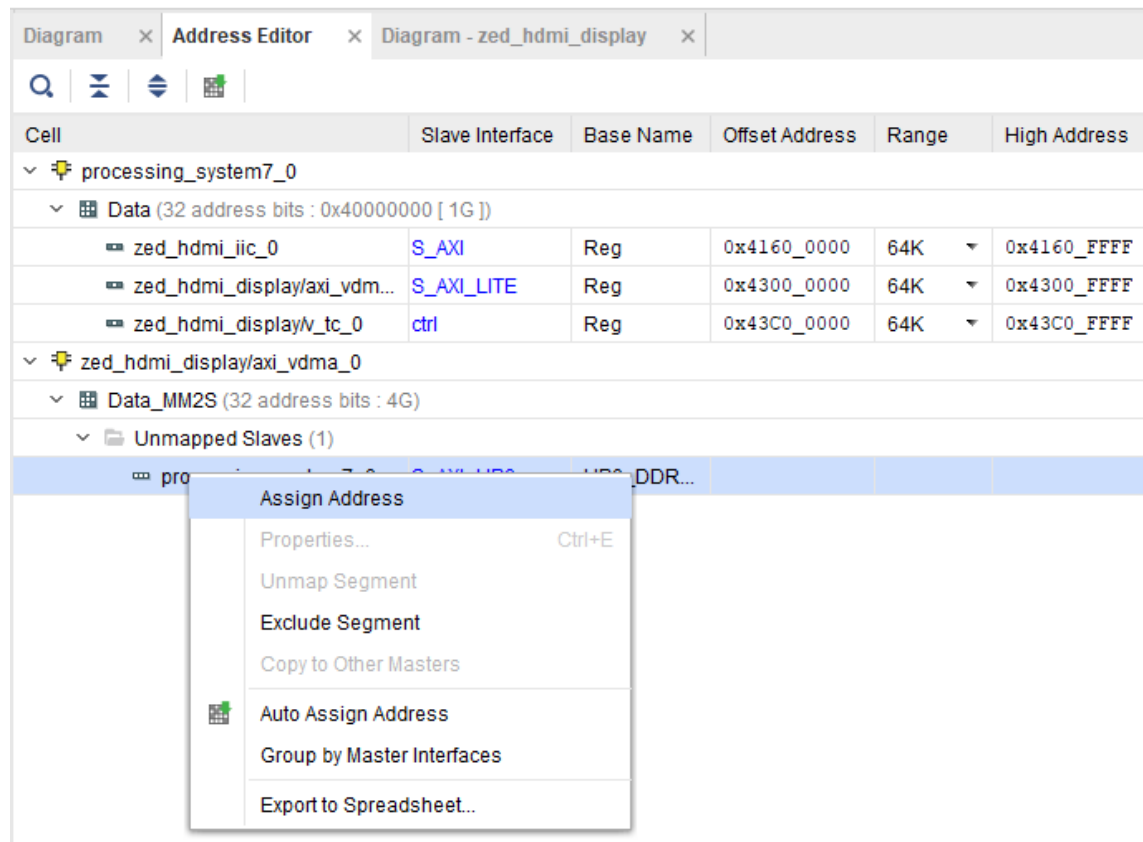 Diagram Address Editor Diagram - zed_hdmi_display
Cell Slave Interface Base Name Offset Address Range High Address
processing_system7_0
Data (32 address bits : 0x40000000 [ 1G ])
zed_hdmi_iic_0 S_AXI Reg 0x4160_0000 64K 0x4160_FFFF
zed_hdmi_display/axi_vdm... S_AXI_LITE Reg 0x4300_0000 64K 0x4300_FFFF
zed_hdmi_display/v_tc_0 ctrl Reg 0x43C0_0000 64K 0x43C0_FFFF
zed_hdmi_display/axi_vdma_0
Data_MM2S (32 address bits : 4G)
Unmapped Slaves (1)
Assign Address
Properties... Ctrl+E
Unmap Segment
Exclude Segment
Copy to Other Masters
Auto Assign Address
Group by Master Interfaces
Export to Spreadsheet...